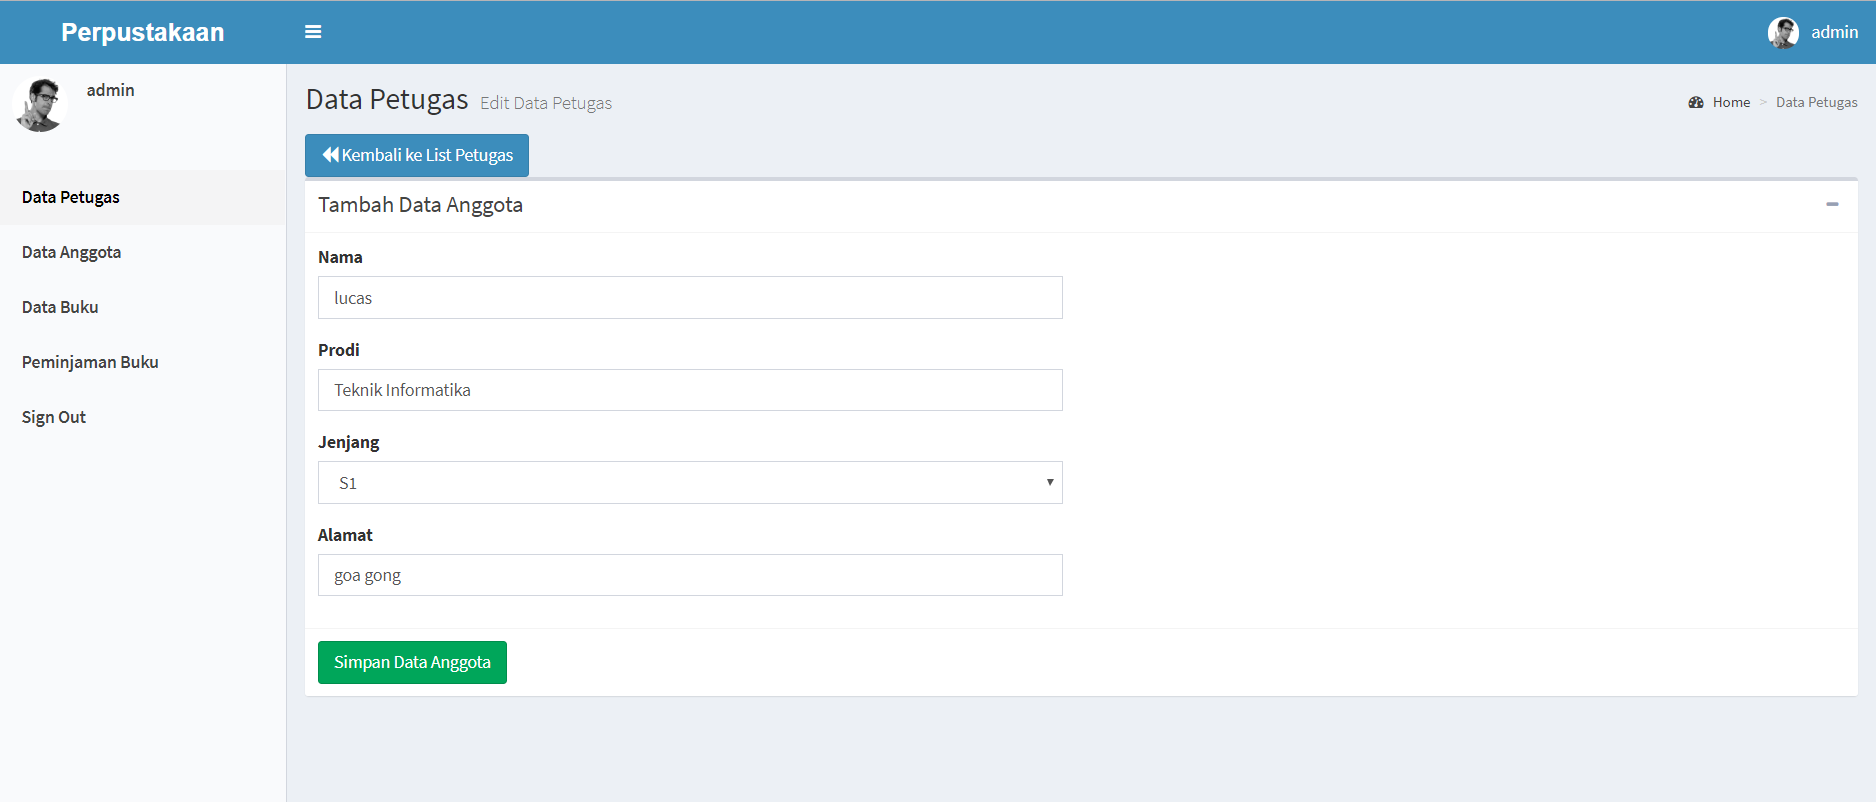 Perpustakaan
admin
admin
Data Petugas
Data Anggota
Data Buku
Peminjaman Buku
Sign Out
Data Petugas Edit Data Petugas
Home > Data Petugas
Kembali ke List Petugas
Tambah Data Anggota
Nama
lucas
Prodi
Teknik Informatika
Jenjang
S1
Alamat
goa gong
Simpan Data Anggota